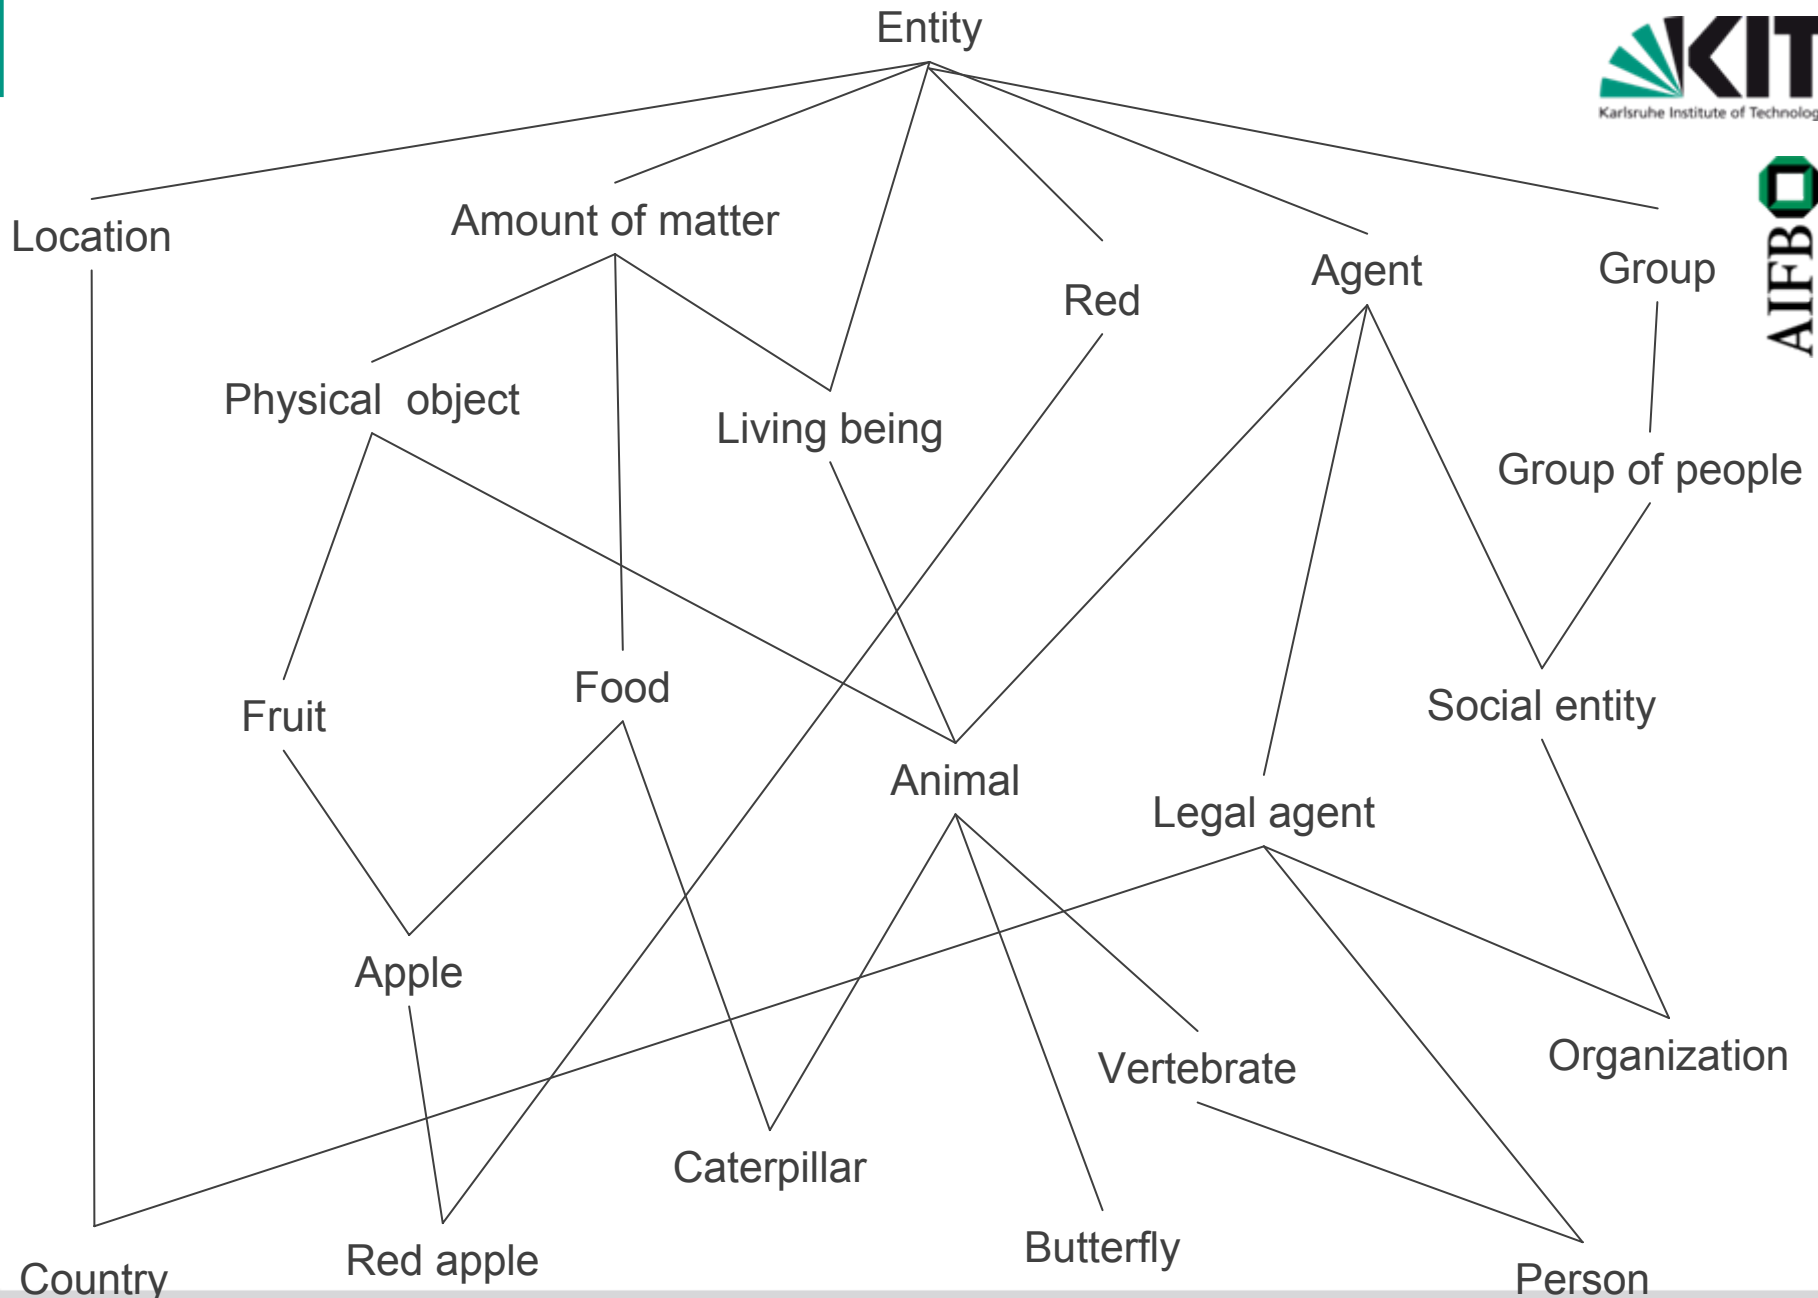 Entity
KIT
Karlsruhe Institute of Technolog
AIFB
Location
Amount of matter
Red
Agent
Group
Physical object
Living being
Group of people
Fruit
Food
Animal
Legal agent
Social entity
Apple
Vertebrate
Organization
Caterpillar
Country
Red apple
Butterfly
Person